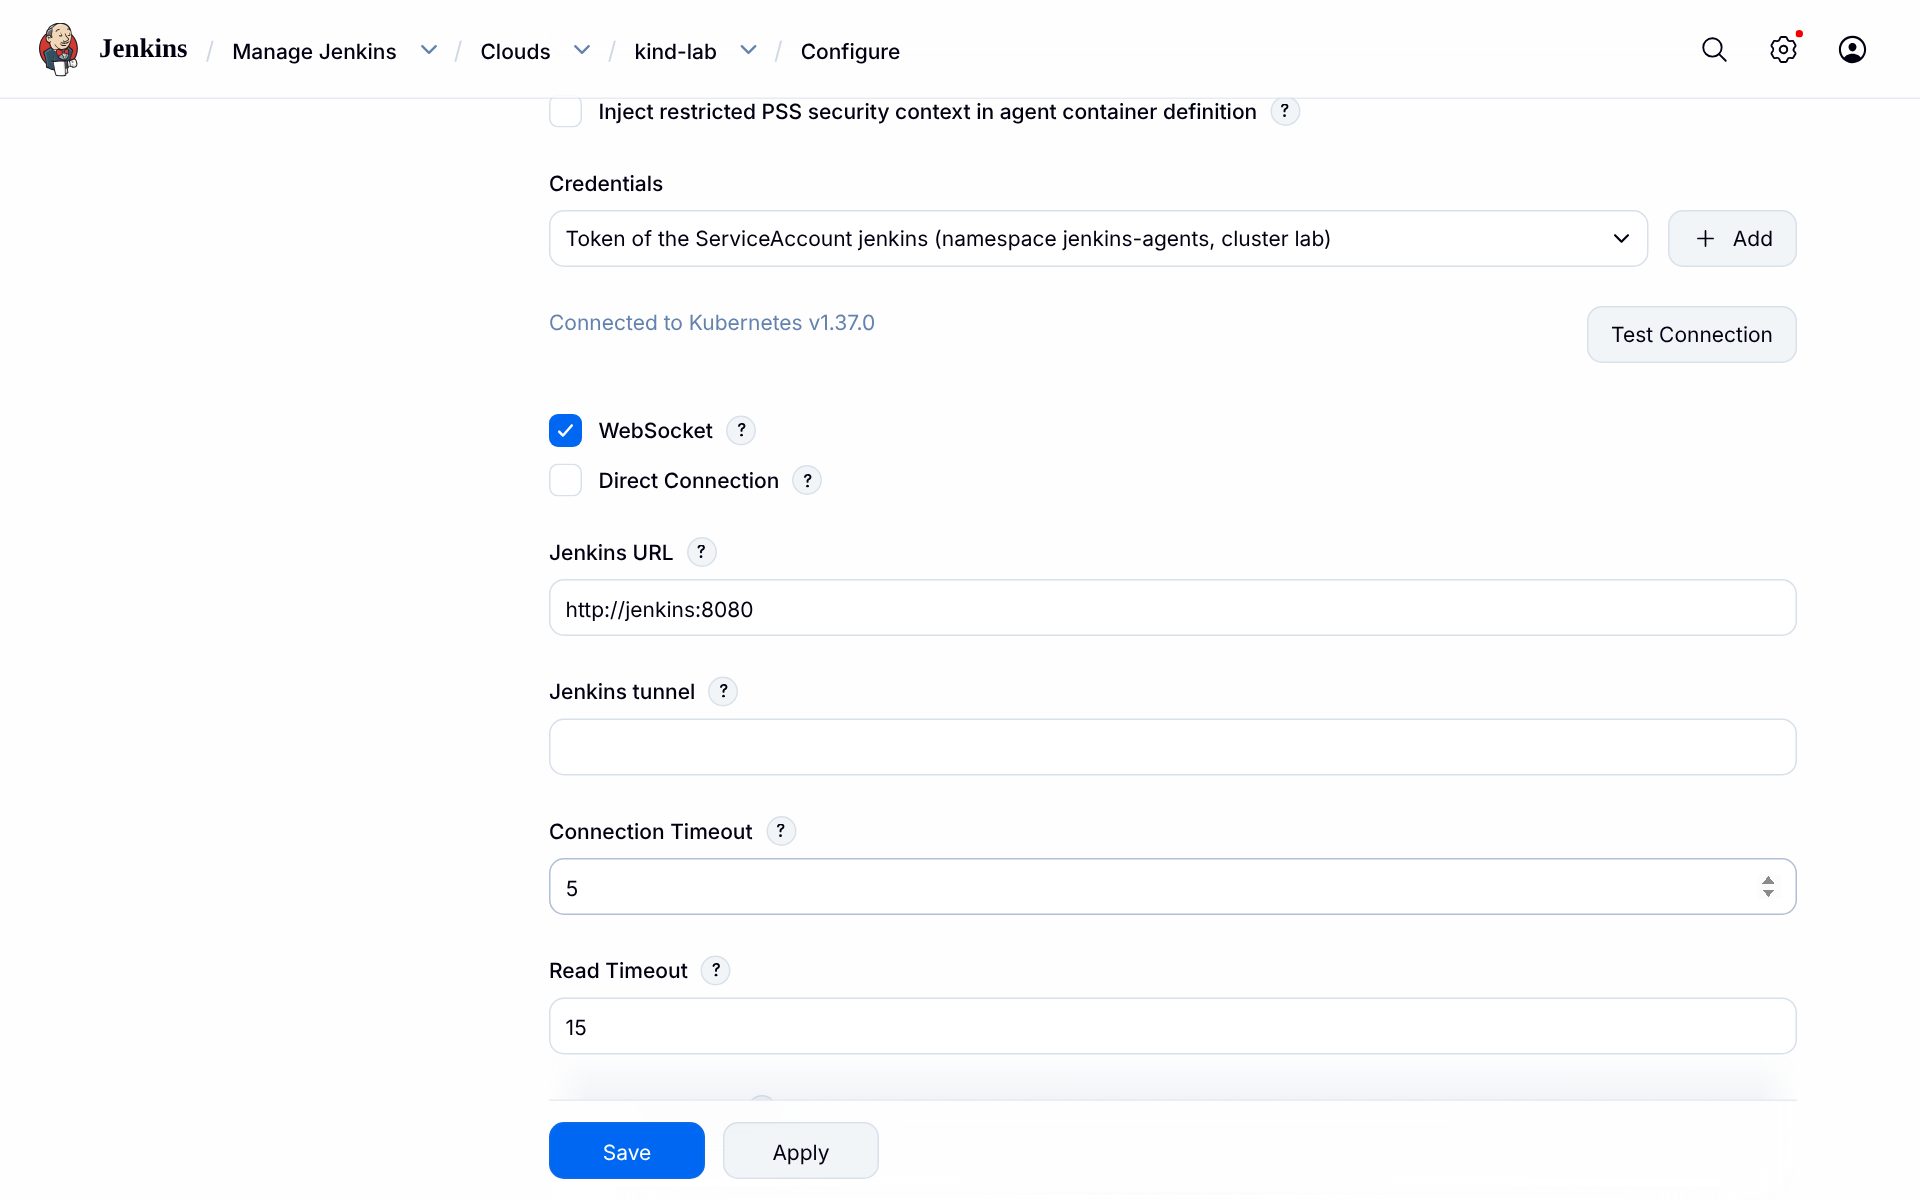 Jenkins / Manage Jenkins / Clouds / kind-lab / Configure
Inject restricted PSS security context in agent container definition ?
Credentials
Token of the ServiceAccount jenkins (namespace jenkins-agents, cluster lab)
+ Add
Connected to Kubernetes v1.37.0
Test Connection
WebSocket ?
Direct Connection ?
Jenkins URL ?
http://jenkins:8080
Jenkins tunnel ?
Connection Timeout ?
5
Read Timeout ?
15
Save
Apply